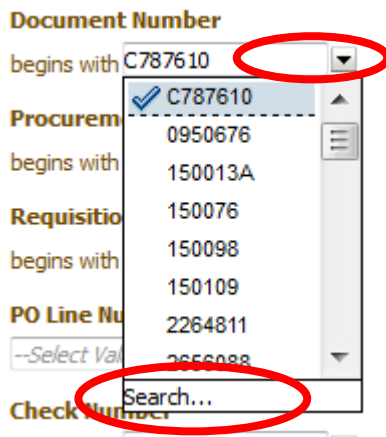 Document Number
begins with C787610
C787610
Procurem
0950676
begins with
150013A
150076
Requisitio
150098
begins with
150109
PO Line Nu
2264811
--Select Val
2656988
Search...
Check Number